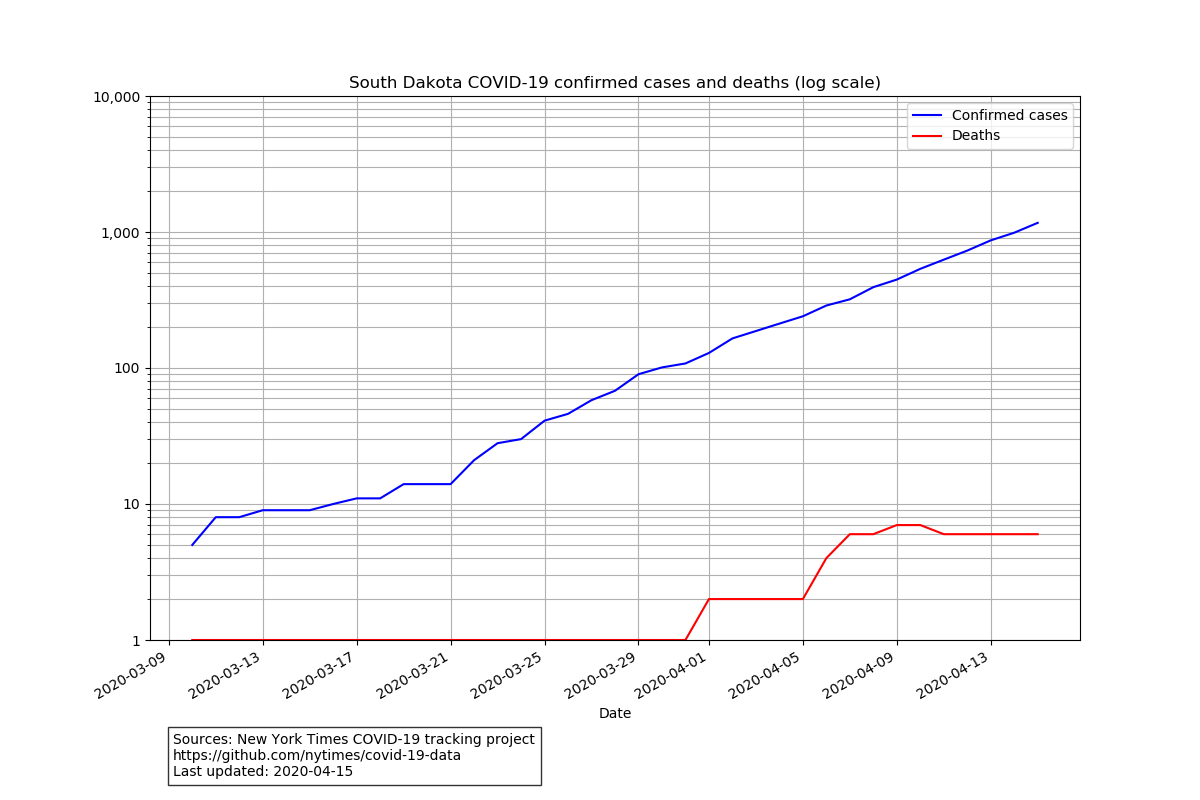 South Dakota COVID-19 confirmed cases and deaths (log scale)
10,000
1,000
100
10
1
Confirmed cases
Deaths
2020-03-09
2020-03-13
2020-03-17
2020-03-21
2020-03-25
2020-03-29
2020-04-01
2020-04-05
2020-04-09
2020-04-13
Date
Sources: New York Times COVID-19 tracking project
https://github.com/nytimes/covid-19-data
Last updated: 2020-04-15